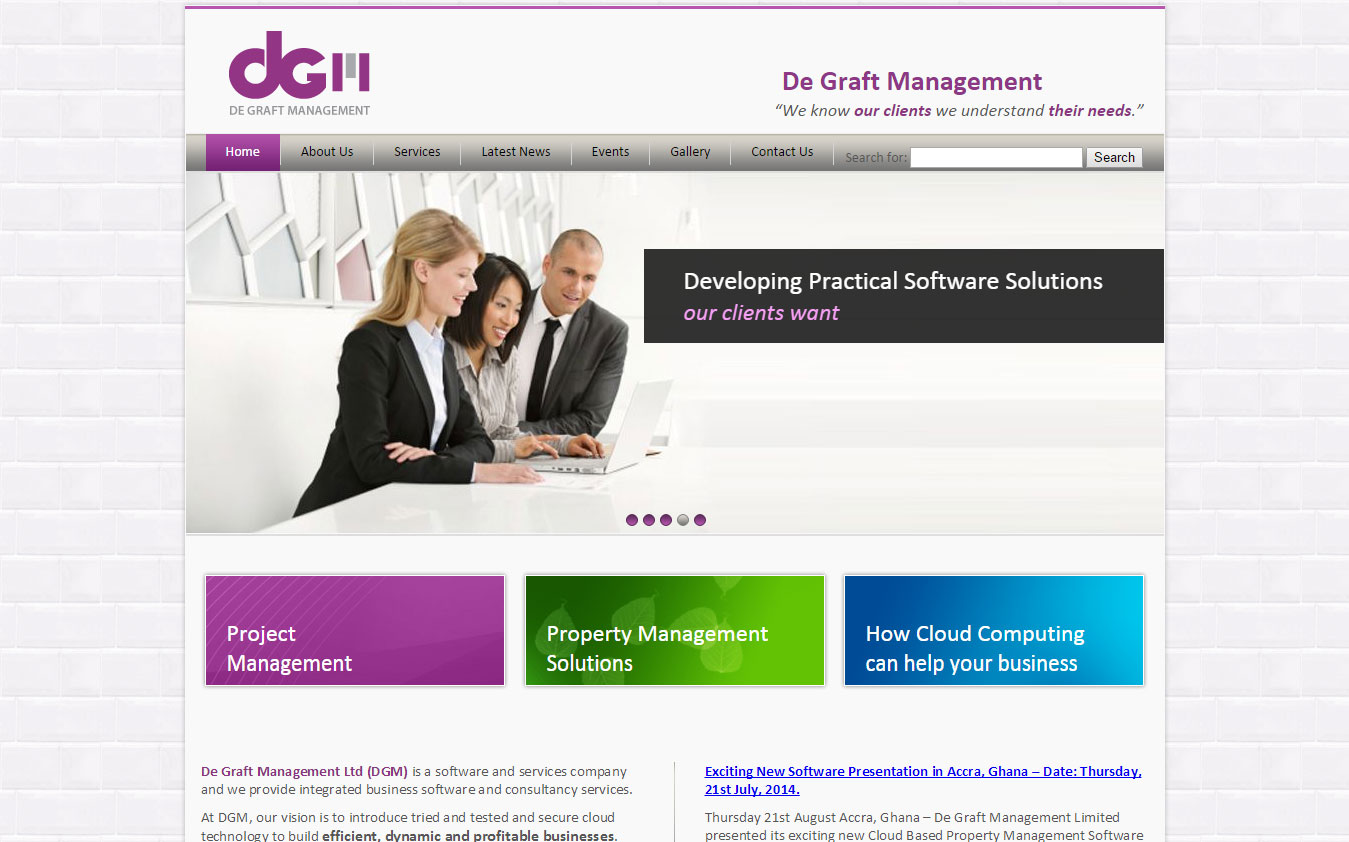 dGM
DE GRAFT MANAGEMENT
De Graft Management
“We know our clients we understand their needs.”
Home About Us Services Latest News Events Gallery Contact Us Search for: Search
Developing Practical Software Solutions
our clients want
Project
Management
Property Management
Solutions
How Cloud Computing
can help your business
De Graft Management Ltd (DGM) is a software and services company
and we provide integrated business software and consultancy services.
At DGM, our vision is to introduce tried and tested and secure cloud
technology to build efficient, dynamic and profitable businesses.
Exciting New Software Presentation in Accra, Ghana – Date: Thursday,
21st July, 2014.
Thursday 21st August Accra, Ghana – De Graft Management Limited
presented its exciting new Cloud Based Property Management Software